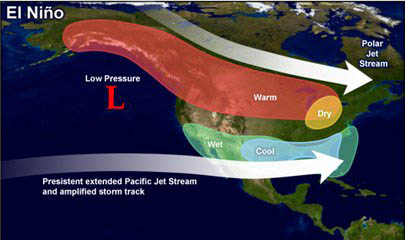 El Niño
Polar
Jet
Stream
Low Pressure
L
Warm
Dry
Wet
Cool
Presistent extended Pacific Jet Stream
and amplified storm track